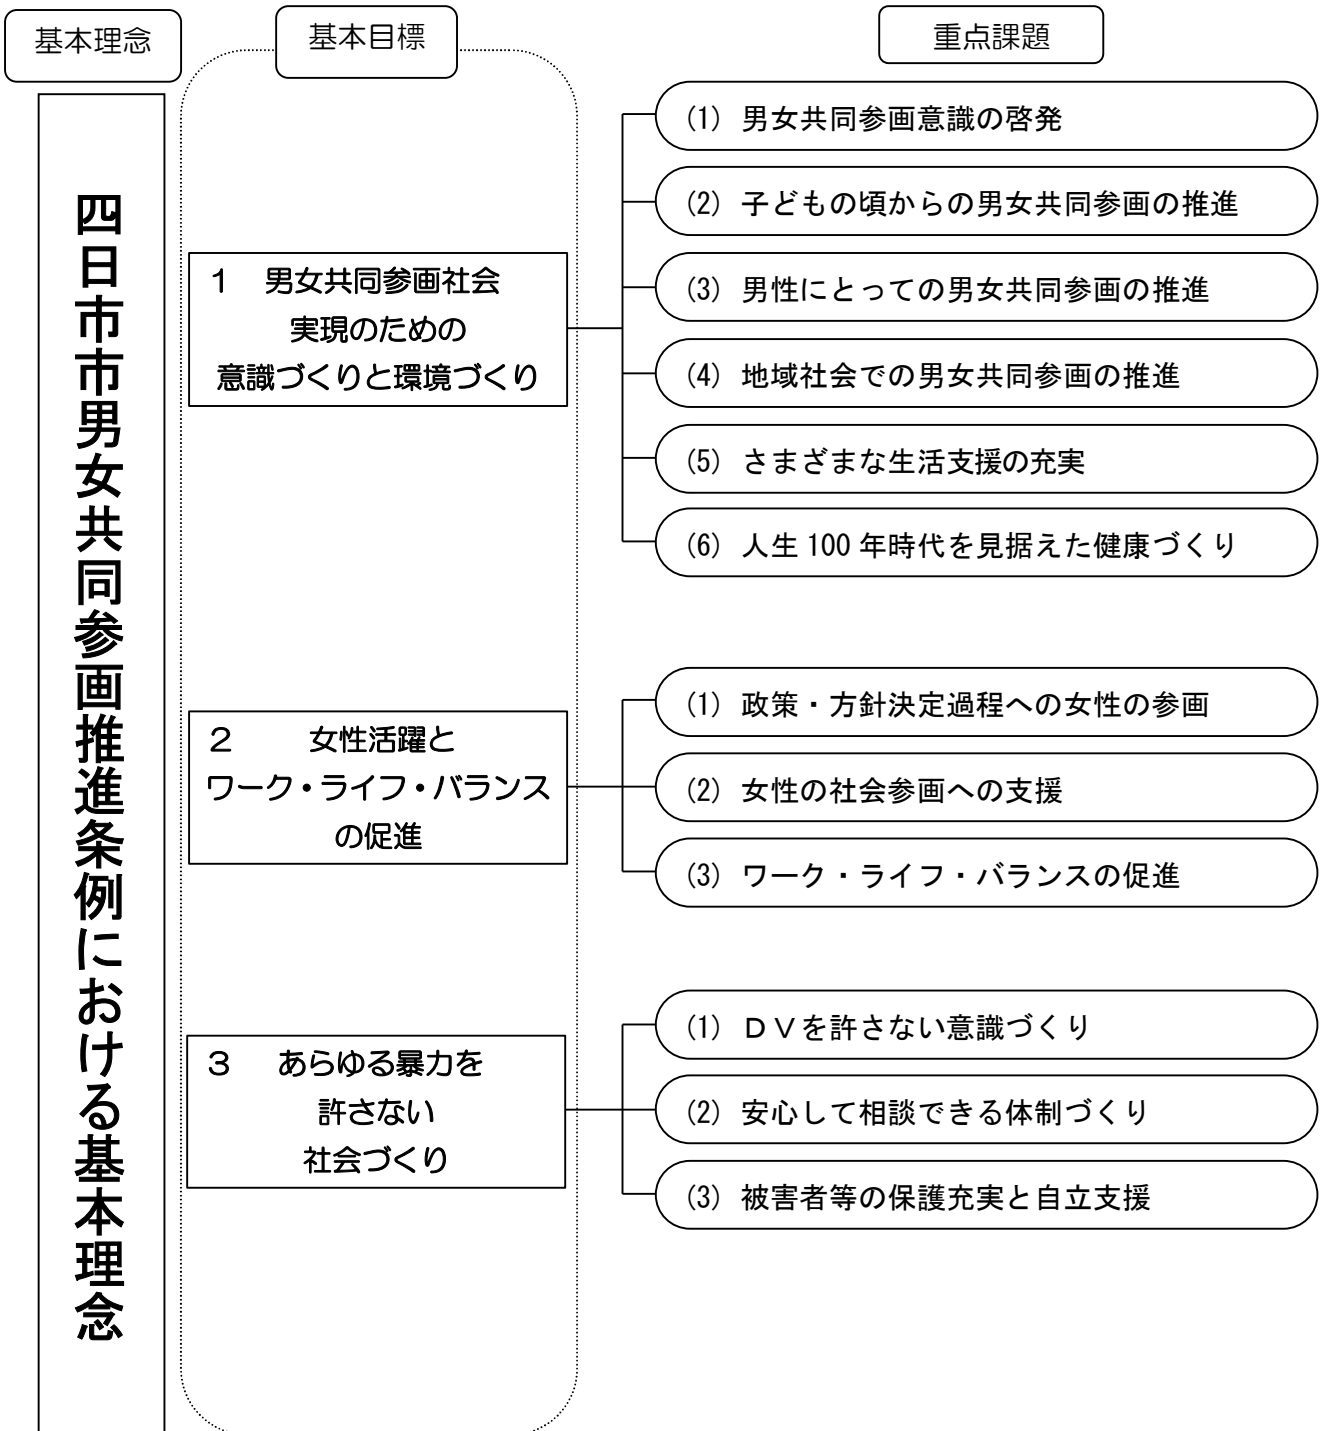 基本理念
基本目標
重点課題
四日市市男女共同参画推進条例における基本理念
1 男女共同参画社会
実現のための
意識づくりと環境づくり
(1) 男女共同参画意識の啓発
(2) 子どもの頃からの男女共同参画の推進
(3) 男性にとっての男女共同参画の推進
(4) 地域社会での男女共同参画の推進
(5) さまざまな生活支援の充実
(6) 人生 100 年時代を見据えた健康づくり
2 女性活躍と
ワーク・ライフ・バランス
の促進
(1) 政策・方針決定過程への女性の参画
(2) 女性の社会参画への支援
(3) ワーク・ライフ・バランスの促進
3 あらゆる暴力を
許さない
社会づくり
(1) ＤＶを許さない意識づくり
(2) 安心して相談できる体制づくり
(3) 被害者等の保護充実と自立支援